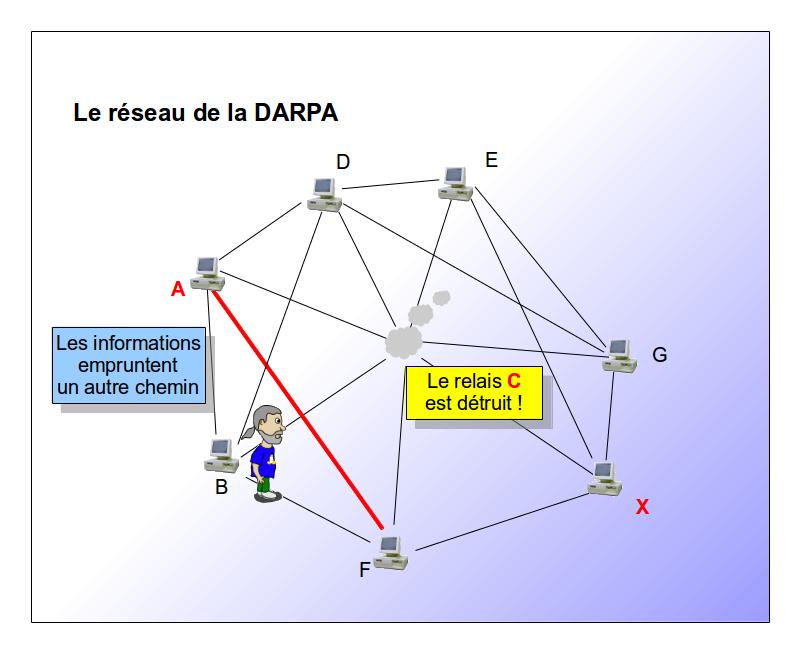 Le réseau de la DARPA
D
E
A
Les informations
empruntent
un autre chemin
G
Le relais C
est détruit !
B
X
F